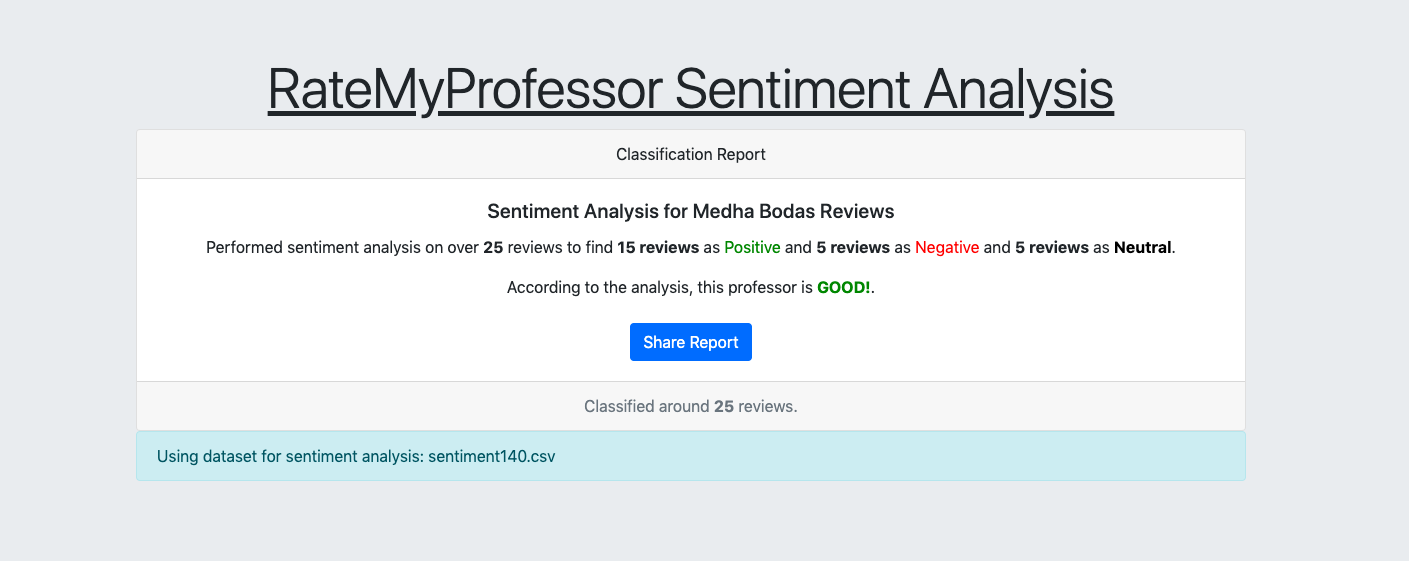 RateMyProfessor Sentiment Analysis
Classification Report
Sentiment Analysis for Medha Bodas Reviews
Performed sentiment analysis on over 25 reviews to find 15 reviews as Positive and 5 reviews as Negative and 5 reviews as Neutral.
According to the analysis, this professor is GOOD!.
Share Report
Classified around 25 reviews.
Using dataset for sentiment analysis: sentiment140.csv